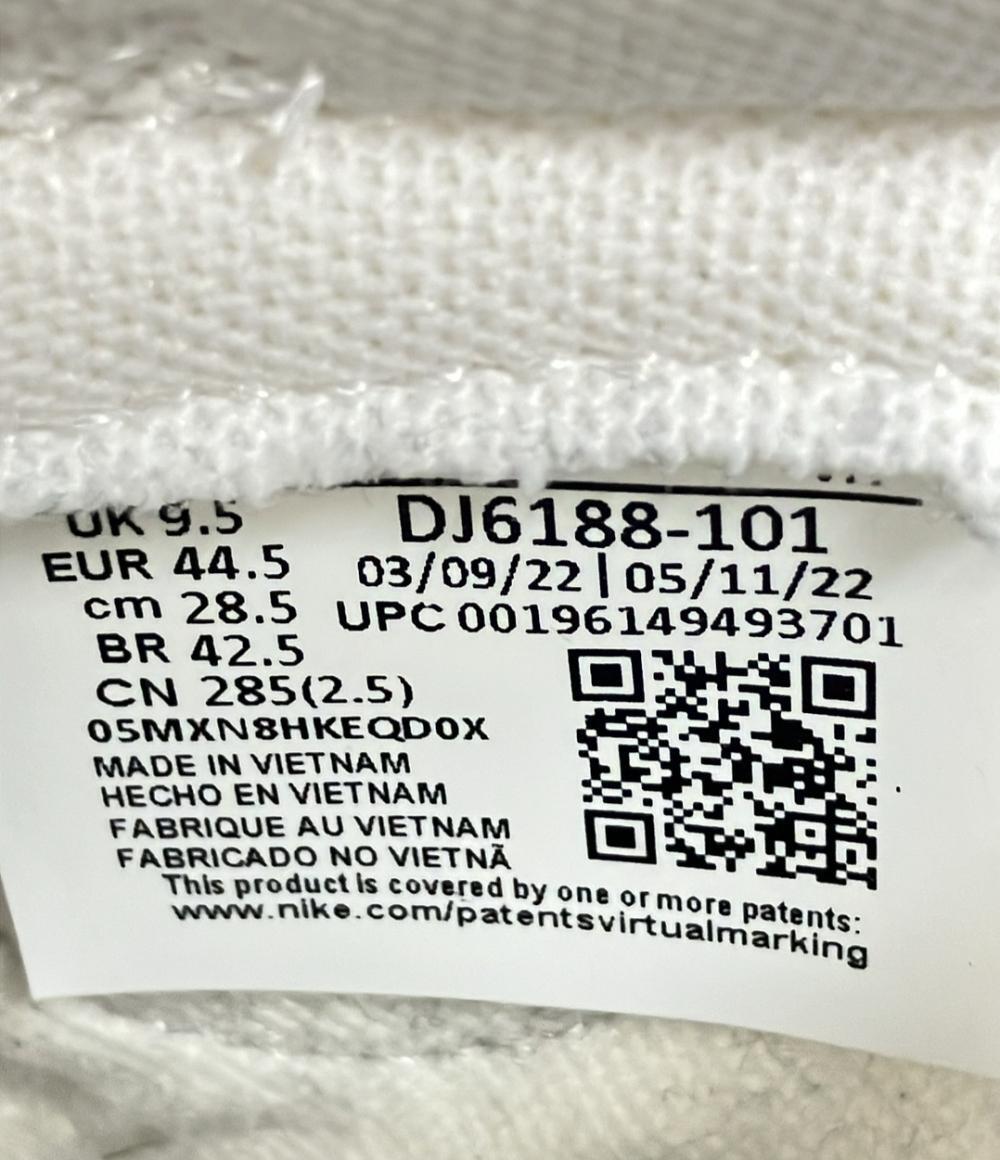 UK 9.5
EUR 44.5
cm 28.5
BR 42.5
CN 285(2.5)
05MXN8HKEQD0X
MADE IN VIETNAM
HECHO EN VIETNAM
FABRIQUE AU VIETNAM
FABRICADO NO VIETNÃ
DJ6188-101
03/09/22 | 05/11/22
UPC 00196149493701
This product is covered by one or more patents:
www.nike.com/patentsvirtualmarking